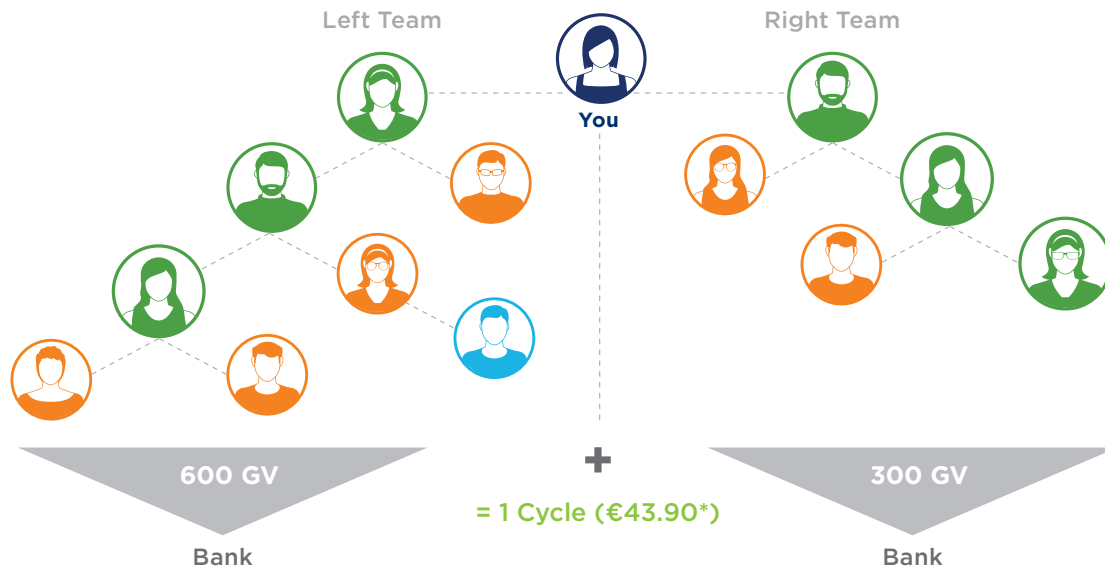 Left Team
Right Team
You
600 GV
+
300 GV
= 1 Cycle (€43.90*)
Bank
Bank